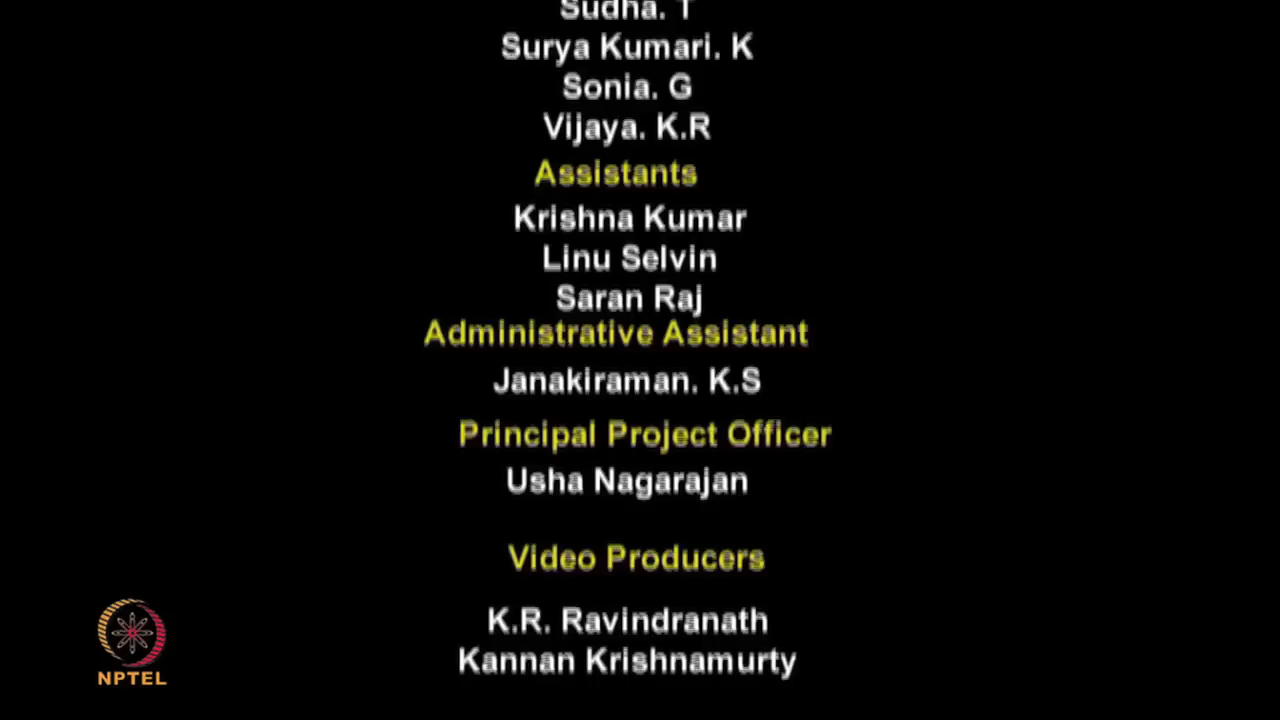 Sudha. T
Surya Kumari. K
Sonia. G
Vijaya. K.R
Assistants
Krishna Kumar
Linu Selvin
Saran Raj
Administrative Assistant
Janakiraman. K.S
Principal Project Officer
Usha Nagarajan
Video Producers
K.R. Ravindranath
Kannan Krishnamurty
NPTEL